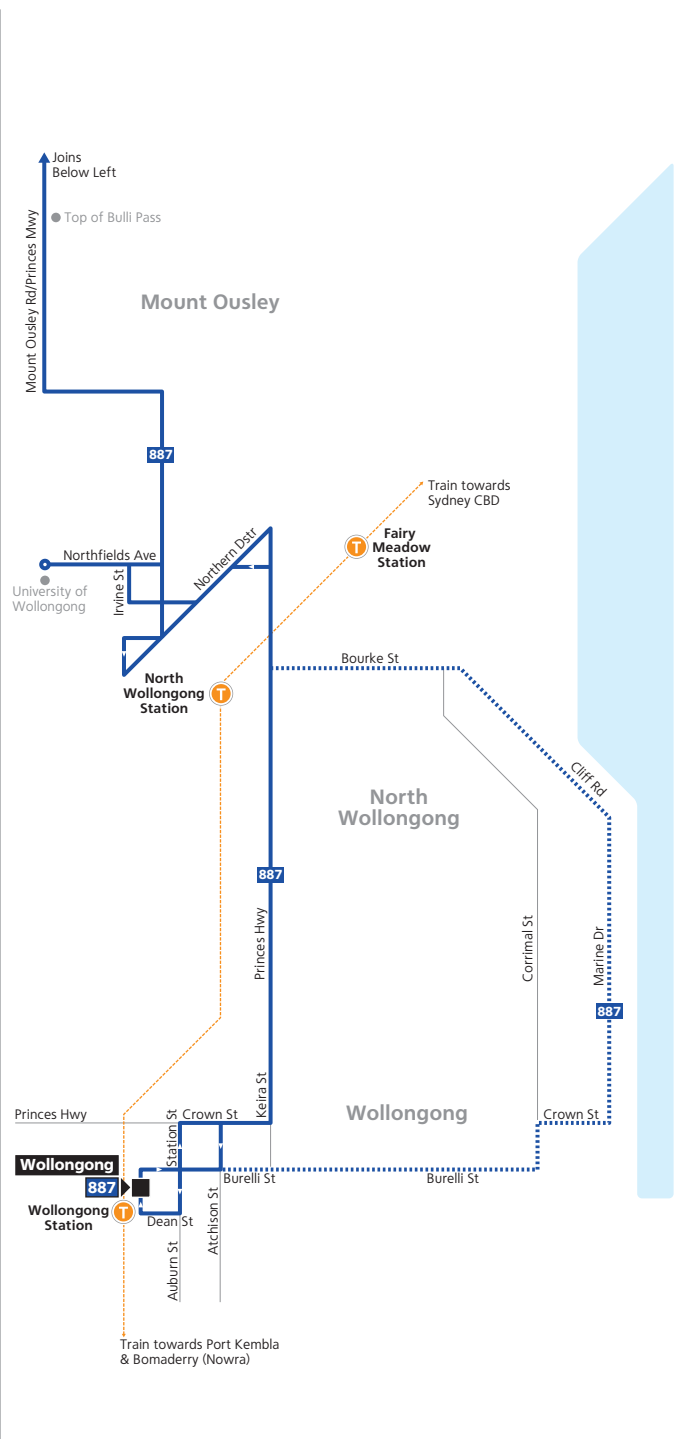 Joins
Below Left
Top of Bulli Pass
Mount Ousley Rd/Princes Mwy
Mount Ousley
887
Train towards
Sydney CBD
Fairy
Meadow
Station
T
Northern Dstr
Northfields Ave
Irvine St
University of
Wollongong
Bourke St
North
Wollongong
Station
T
Cliff Rd
North
Wollongong
887
Princes Hwy
Corrimal St
Marine Dr
887
Keira St
Princes Hwy
Station St
Crown St
Wollongong
Crown St
Wollongong
887
Burelli St
Burelli St
Wollongong
Station
T
Dean St
Atchison St
Auburn St
Train towards Port Kembla
& Bomaderry (Nowra)